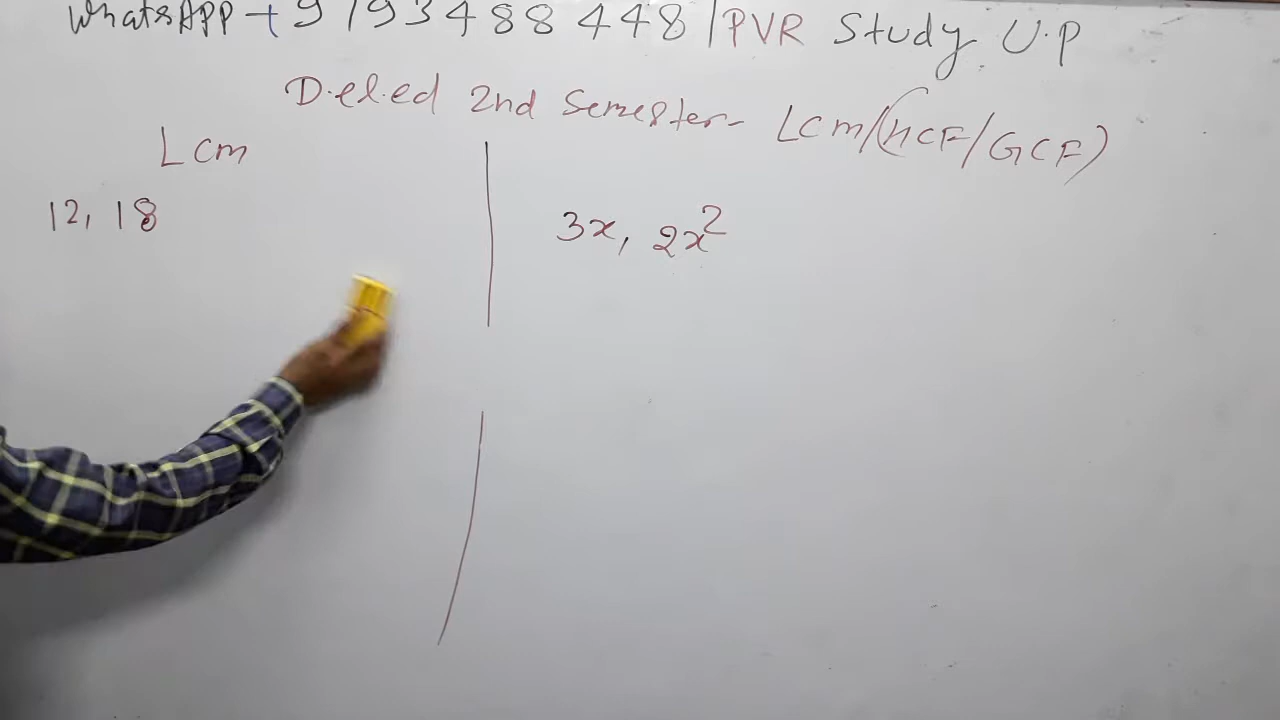 WhatsAPP + 9193488448 | PVR Study U.P
D.el.ed 2nd Semester - Lcm/(HCF/GCF)
Lcm
12, 18
3x, 2x²